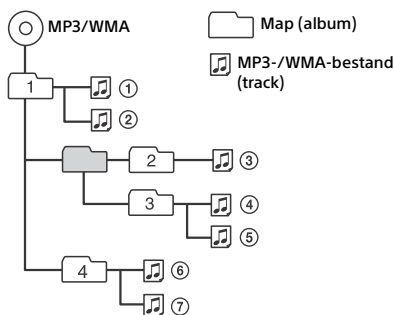 MP3/WMA
Map (album)
MP3-/WMA-bestand
(track)
1
①
②
2
③
3
④
⑤
4
⑥
⑦